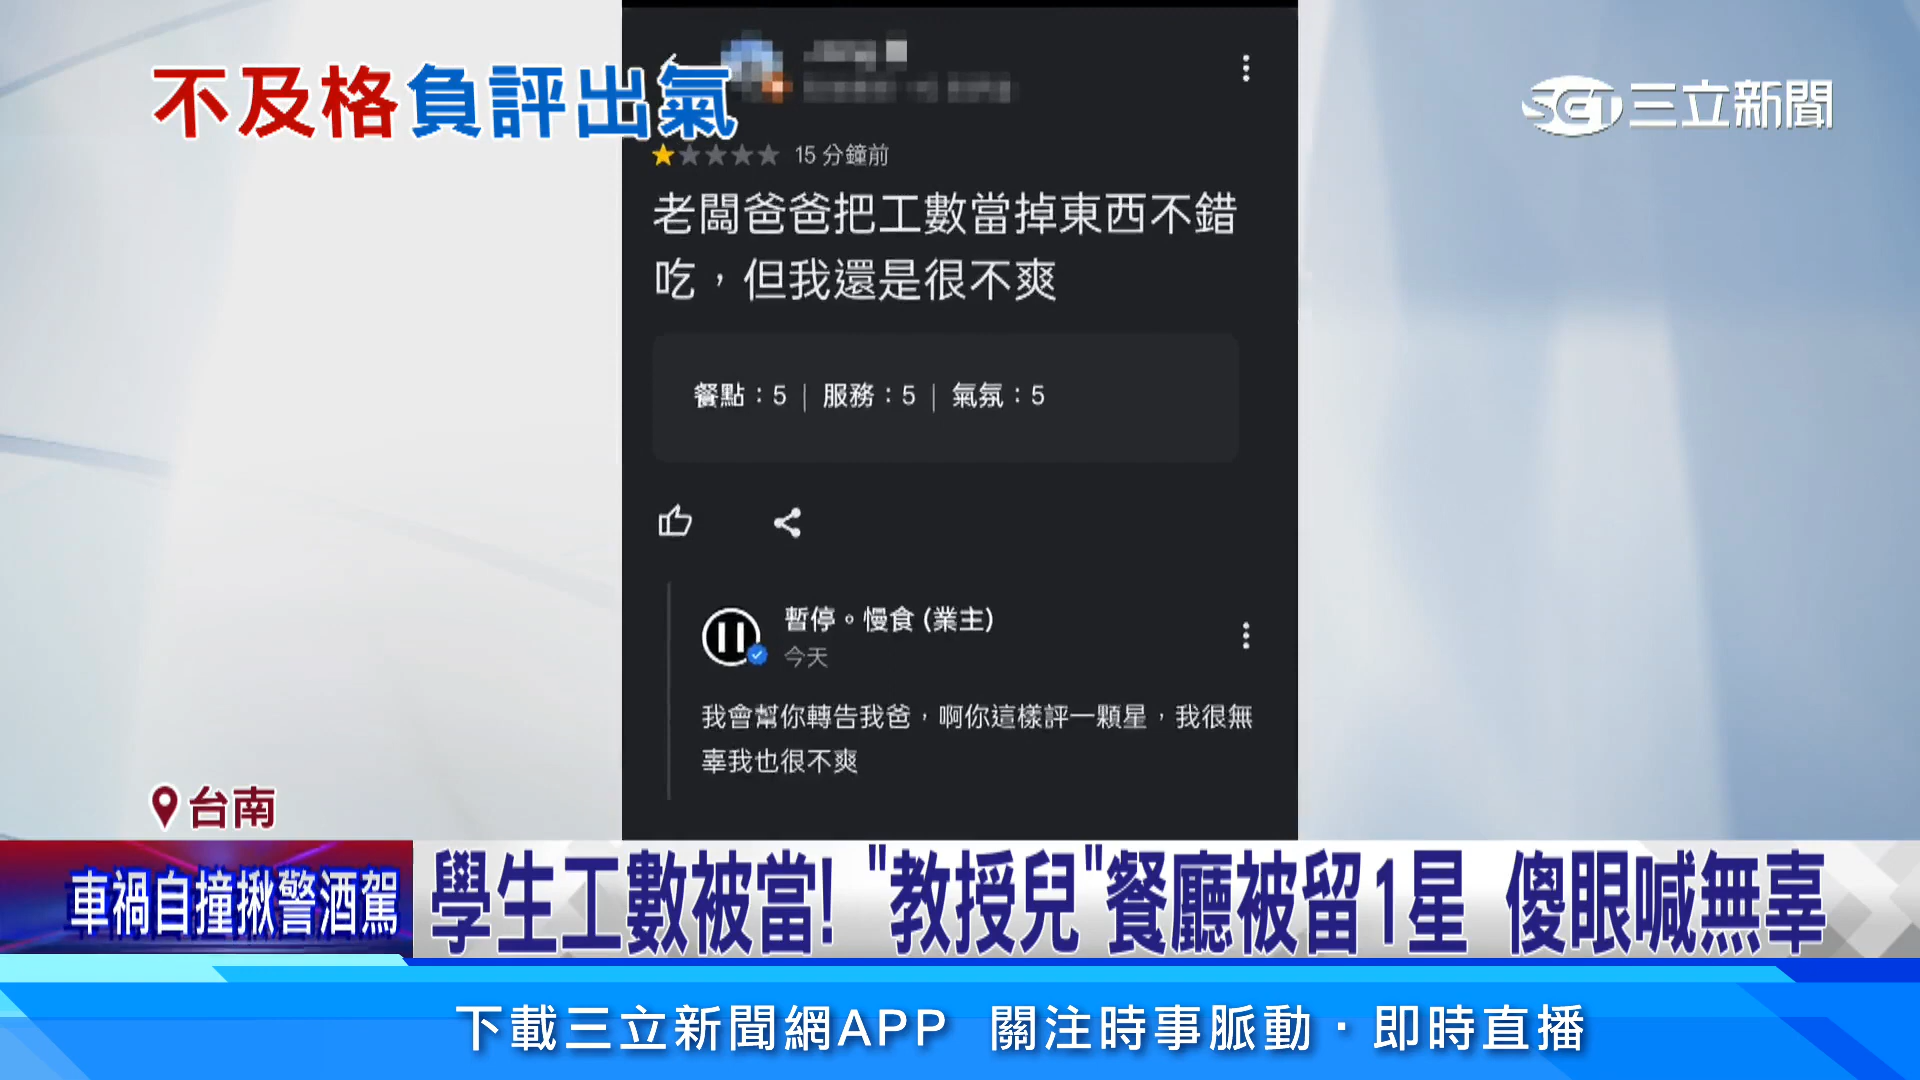 不及格負評出氣
SET三立新聞
15 分鐘前
老闆爸爸把工數當掉東西不錯
吃，但我還是很不爽
餐點：5 | 服務：5 | 氣氛：5
暫停。慢食 (業主)
今天
我會幫你轉告我爸，啊你這樣評一顆星，我很無
辜我也很不爽
台南
車禍自撞揪警酒駕
學生工數被當! "教授兒"餐廳被留1星 傻眼喊無辜
下載三立新聞網APP 關注時事脈動．即時直播